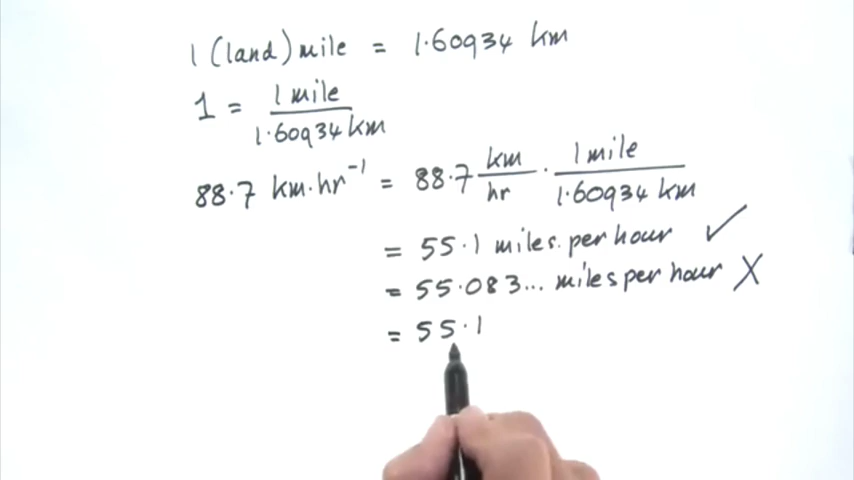 1 (land) mile = 1.60934 km
1 = 1 mile / 1.60934 km
88.7 km.hr⁻¹ = 88.7 km/hr · 1 mile / 1.60934 km
= 55.1 miles.per hour ✓
= 55.083... miles per hour X
= 55.1